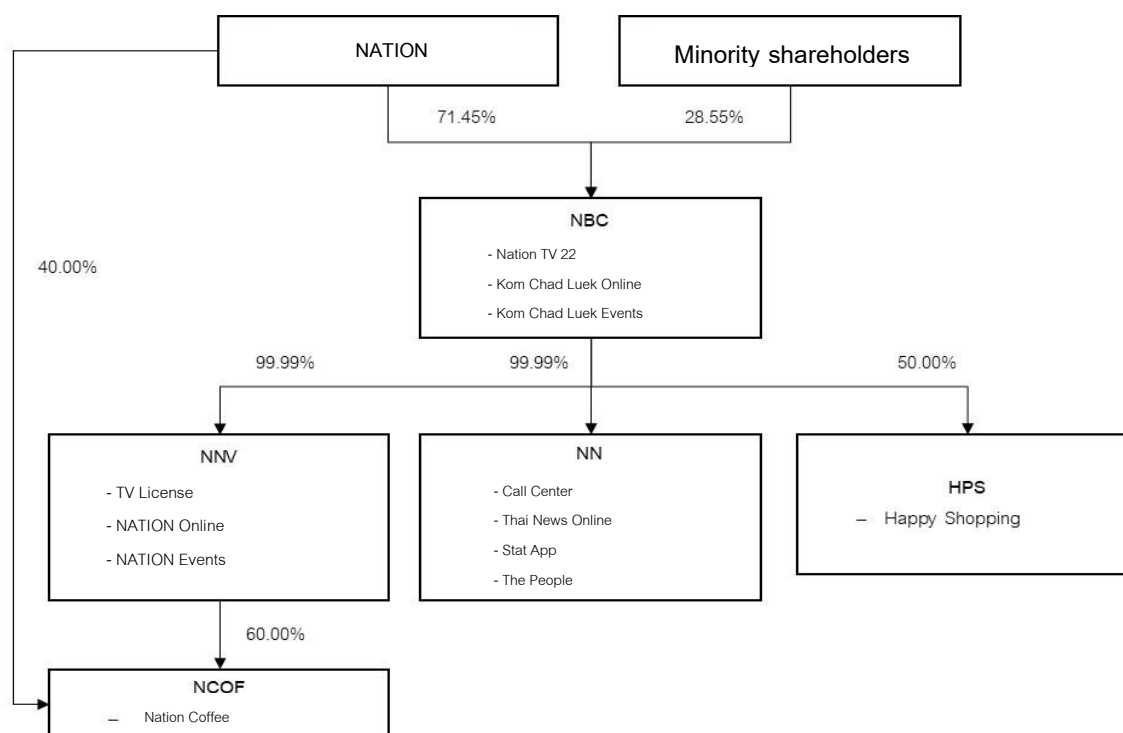 NATION
Minority shareholders
71.45%
28.55%
NBC
- Nation TV 22
- Kom Chad Luek Online
- Kom Chad Luek Events
40.00%
99.99%
99.99%
50.00%
NNV
- TV License
- NATION Online
- NATION Events
NN
- Call Center
- Thai News Online
- Stat App
- The People
HPS
– Happy Shopping
60.00%
NCOF
– Nation Coffee